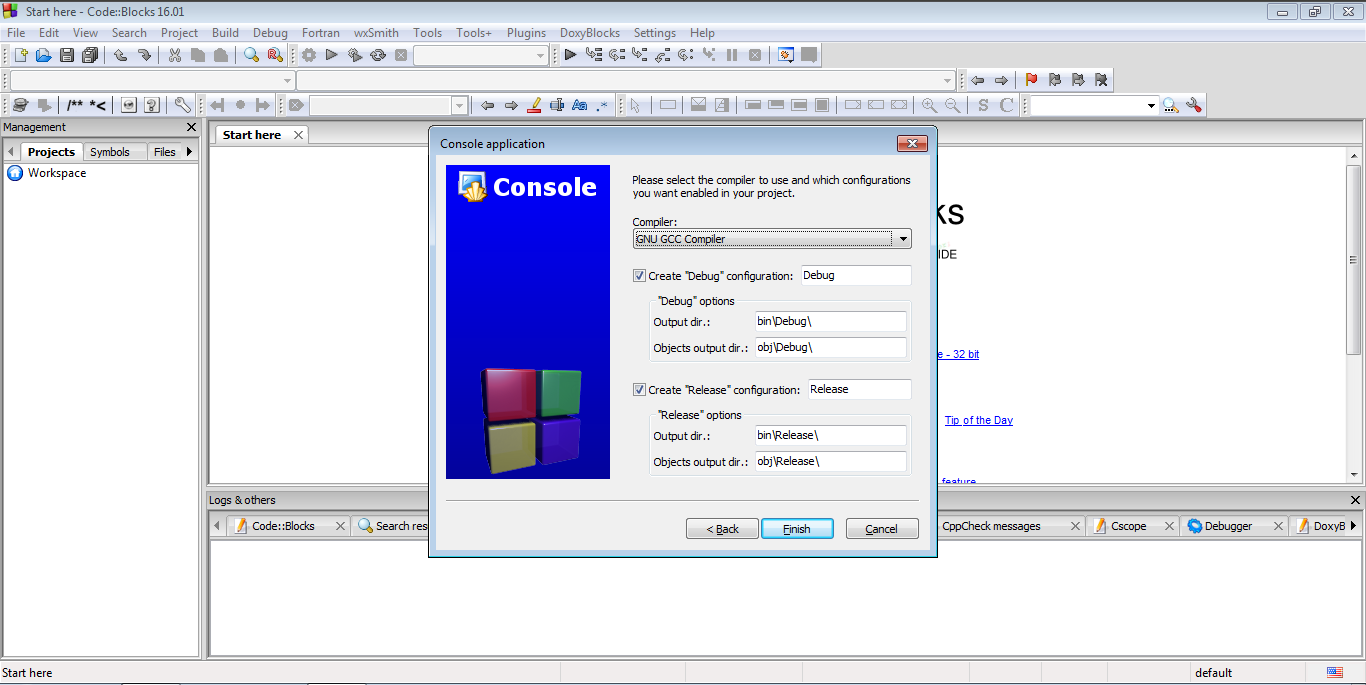 Start here - Code::Blocks 16.01
File Edit View Search Project Build Debug Fortran wxSmith Tools Tools+ Plugins DoxyBlocks Settings Help
/** *<
Aa .*
S C
Management
Projects Symbols Files
Workspace
Start here
Console application
Console
Please select the compiler to use and which configurations
you want enabled in your project.
Compiler:
GNU GCC Compiler
Create "Debug" configuration: Debug
"Debug" options
Output dir.: bin\Debug\
Objects output dir.: obj\Debug\
Create "Release" configuration: Release
"Release" options
Output dir.: bin\Release\
Objects output dir.: obj\Release\
< Back Finish Cancel
ks
IDE
e - 32 bit
Tip of the Day
feature
Logs & others
Code::Blocks Search res CppCheck messages Cscope Debugger DoxyB
Start here default